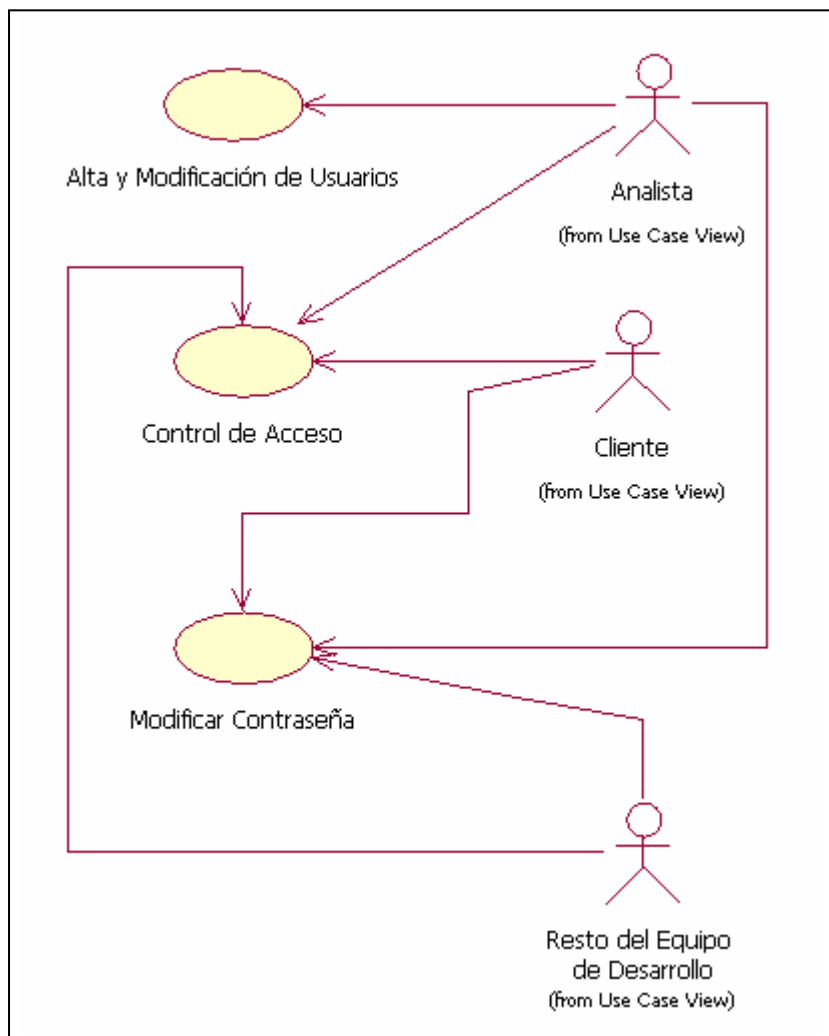 Alta y Modificación de Usuarios
Analista
(from Use Case View)
Control de Acceso
Cliente
(from Use Case View)
Modificar Contraseña
Resto del Equipo
de Desarrollo
(from Use Case View)